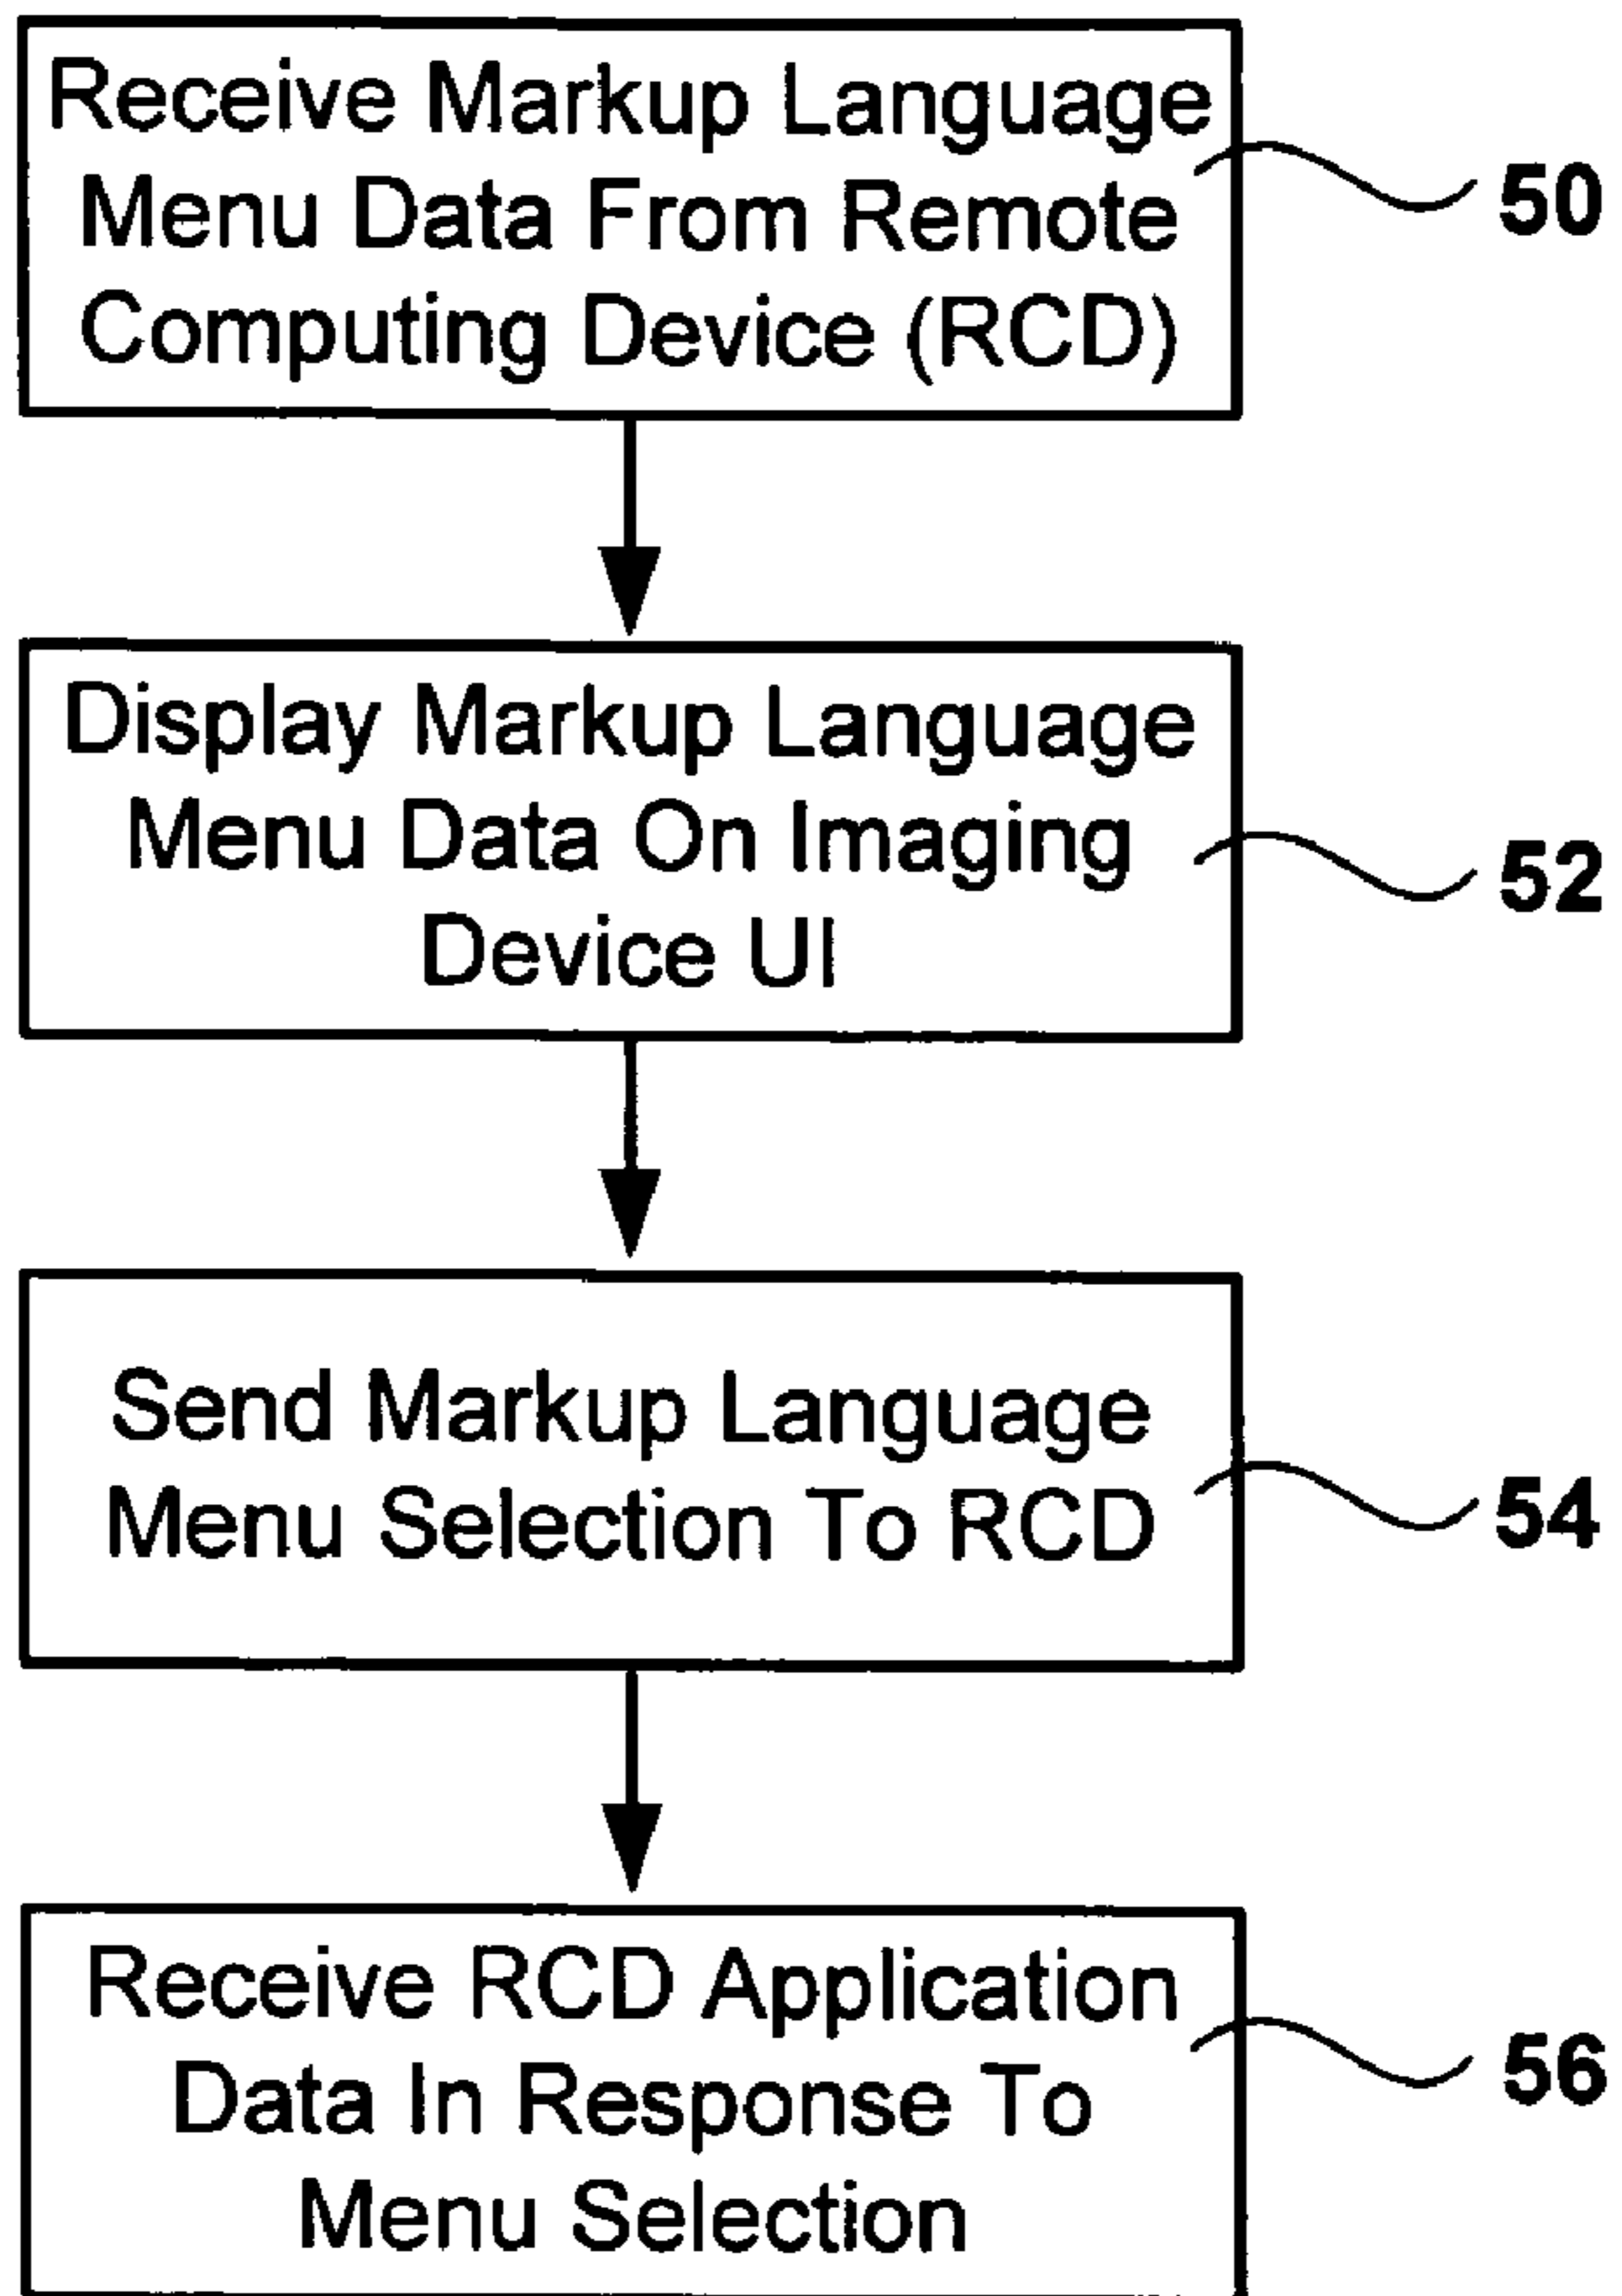 Receive Markup Language
Menu Data From Remote
Computing Device (RCD)
50
Display Markup Language
Menu Data On Imaging
Device UI
52
Send Markup Language
Menu Selection To RCD
54
Receive RCD Application
Data In Response To
Menu Selection
56